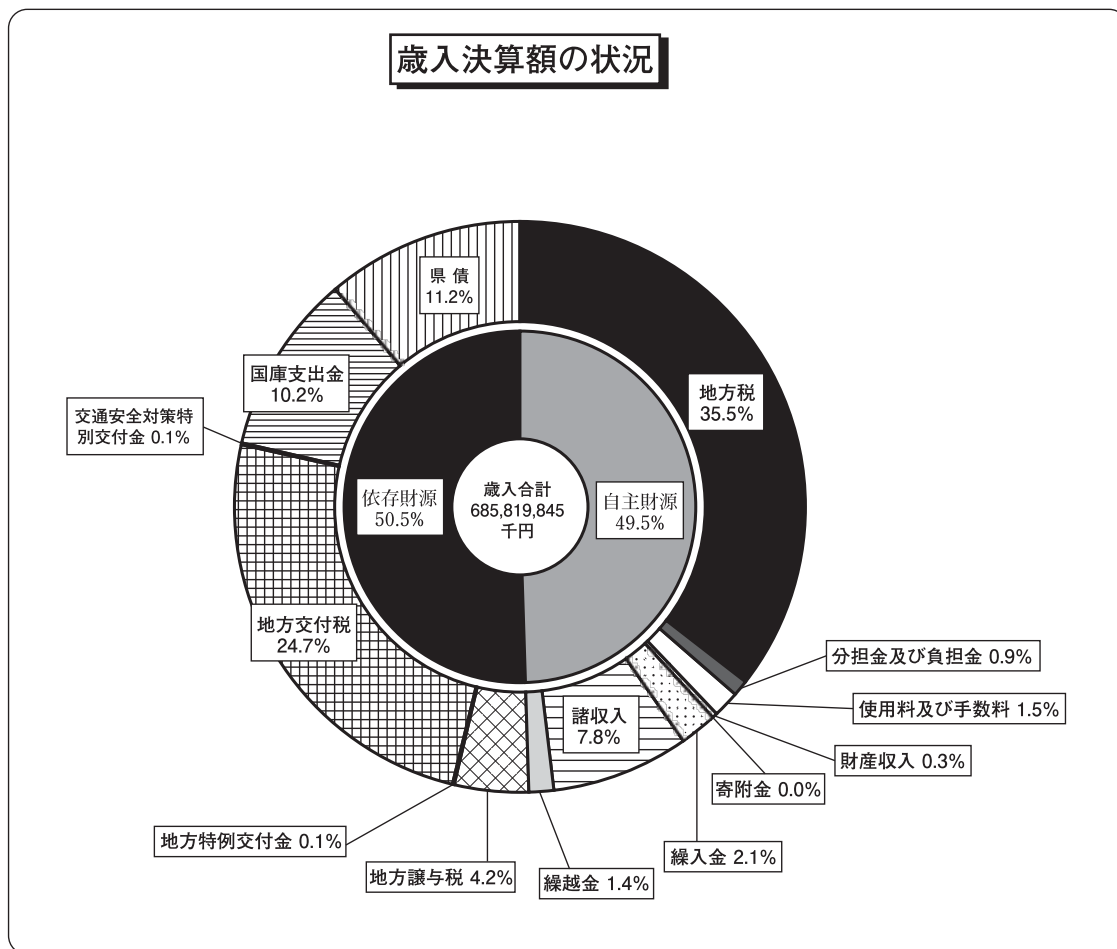 歳入決算額の状況
県 債
11.2%
国庫支出金
10.2%
交通安全対策特
別交付金 0.1%
地方税
35.5%
依存財源
50.5%
歳入合計
685,819,845
千円
自主財源
49.5%
地方交付税
24.7%
分担金及び負担金 0.9%
使用料及び手数料 1.5%
諸収入
7.8%
財産収入 0.3%
寄附金 0.0%
地方特例交付金 0.1%
繰入金 2.1%
地方譲与税 4.2%
繰越金 1.4%